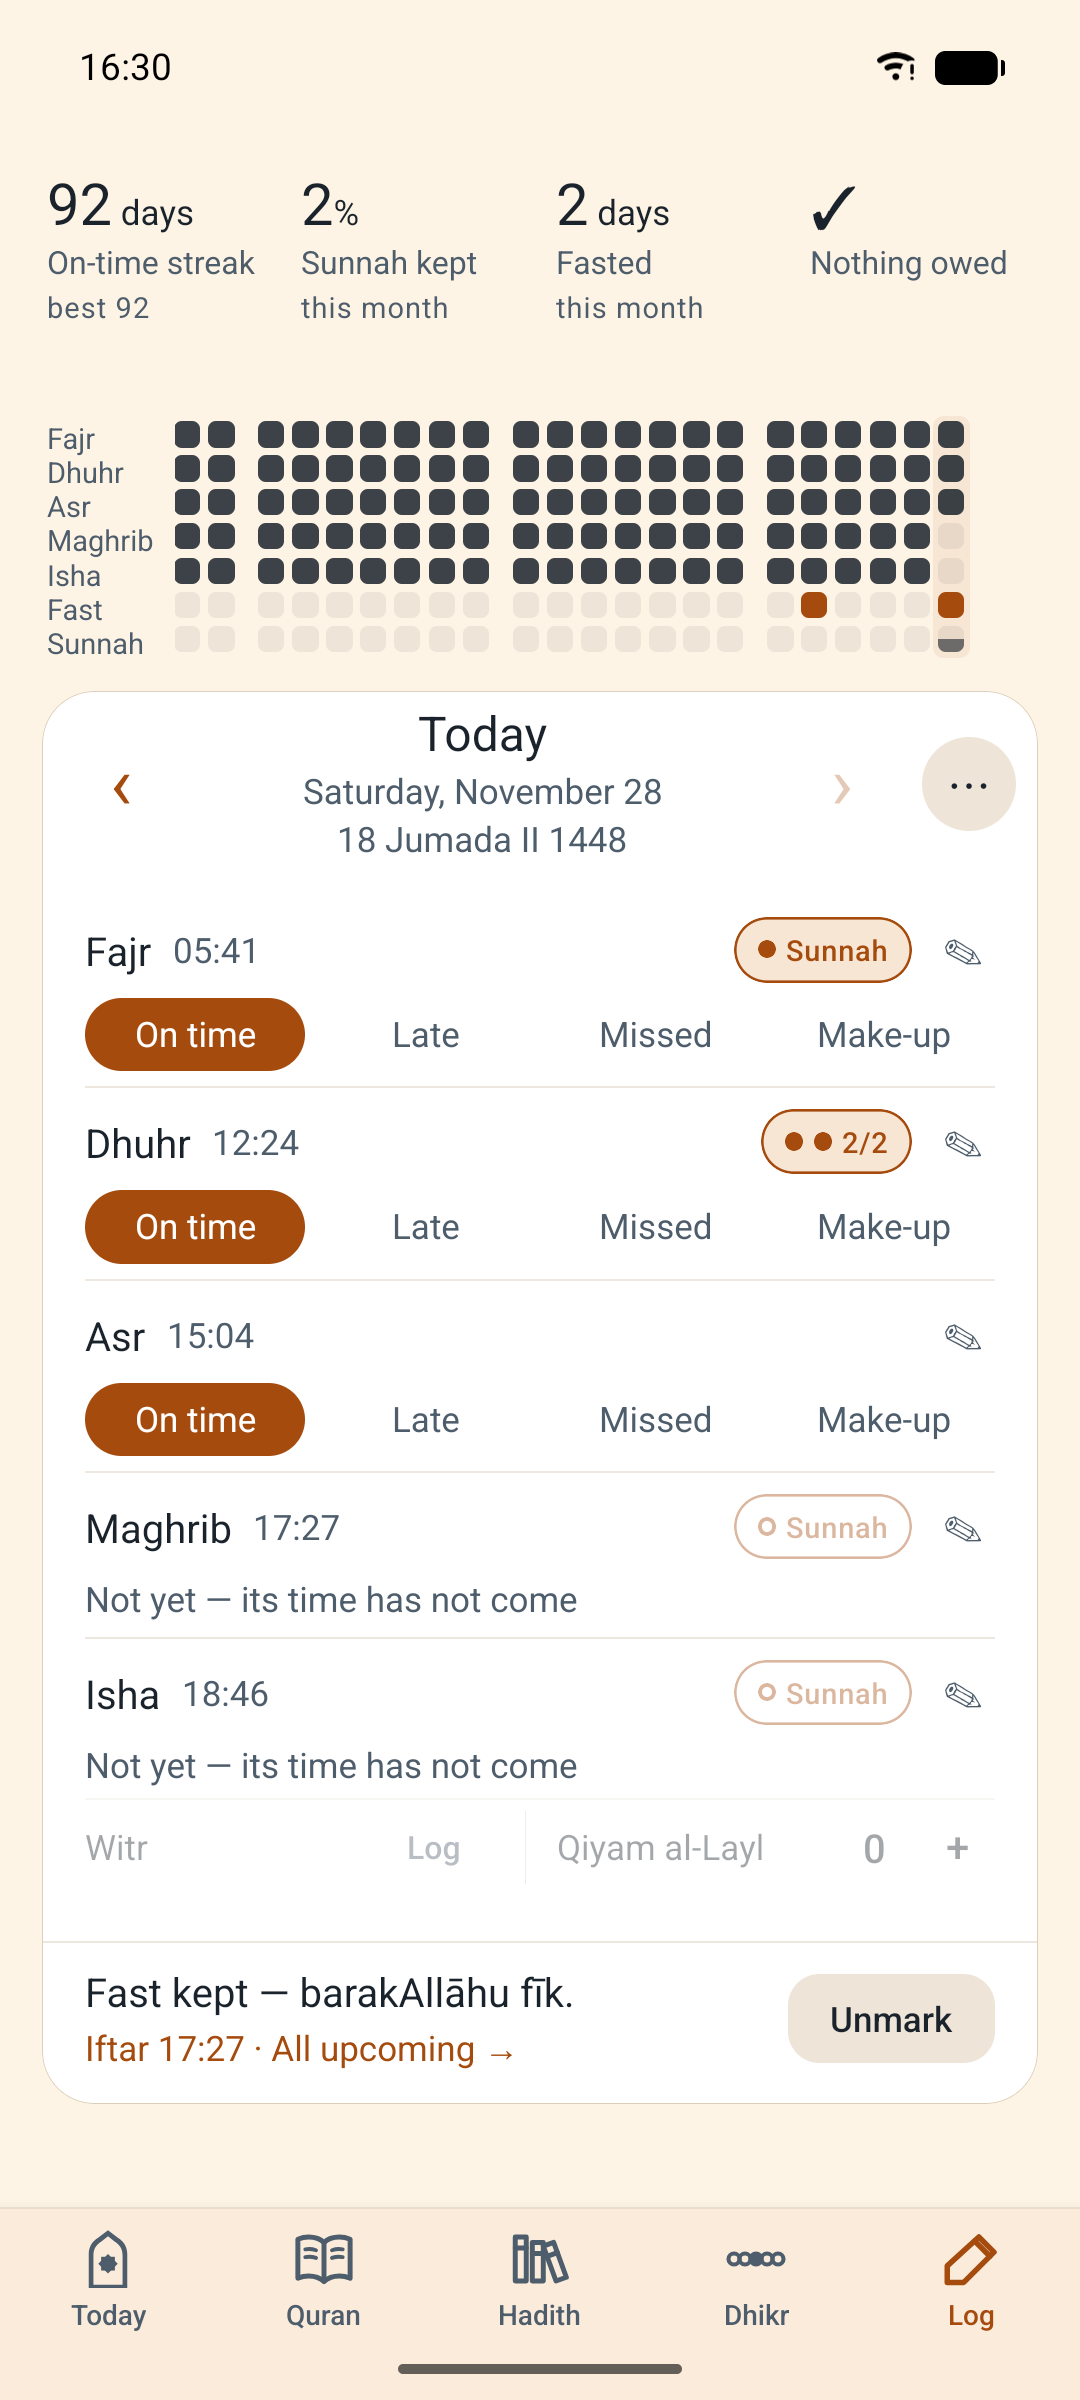 16:30
92 days
On-time streak
best 92
2%
Sunnah kept
this month
2 days
Fasted
this month
✓
Nothing owed
Fajr
Dhuhr
Asr
Maghrib
Isha
Fast
Sunnah
Today
Saturday, November 28
18 Jumada II 1448
Fajr 05:41 Sunnah
On time Late Missed Make-up
Dhuhr 12:24 2/2
On time Late Missed Make-up
Asr 15:04
On time Late Missed Make-up
Maghrib 17:27 Sunnah
Not yet — its time has not come
Isha 18:46 Sunnah
Not yet — its time has not come
Witr Log Qiyam al-Layl 0 +
Fast kept — barakAllāhu fīk.
Iftar 17:27 · All upcoming →
Unmark
Today Quran Hadith Dhikr Log